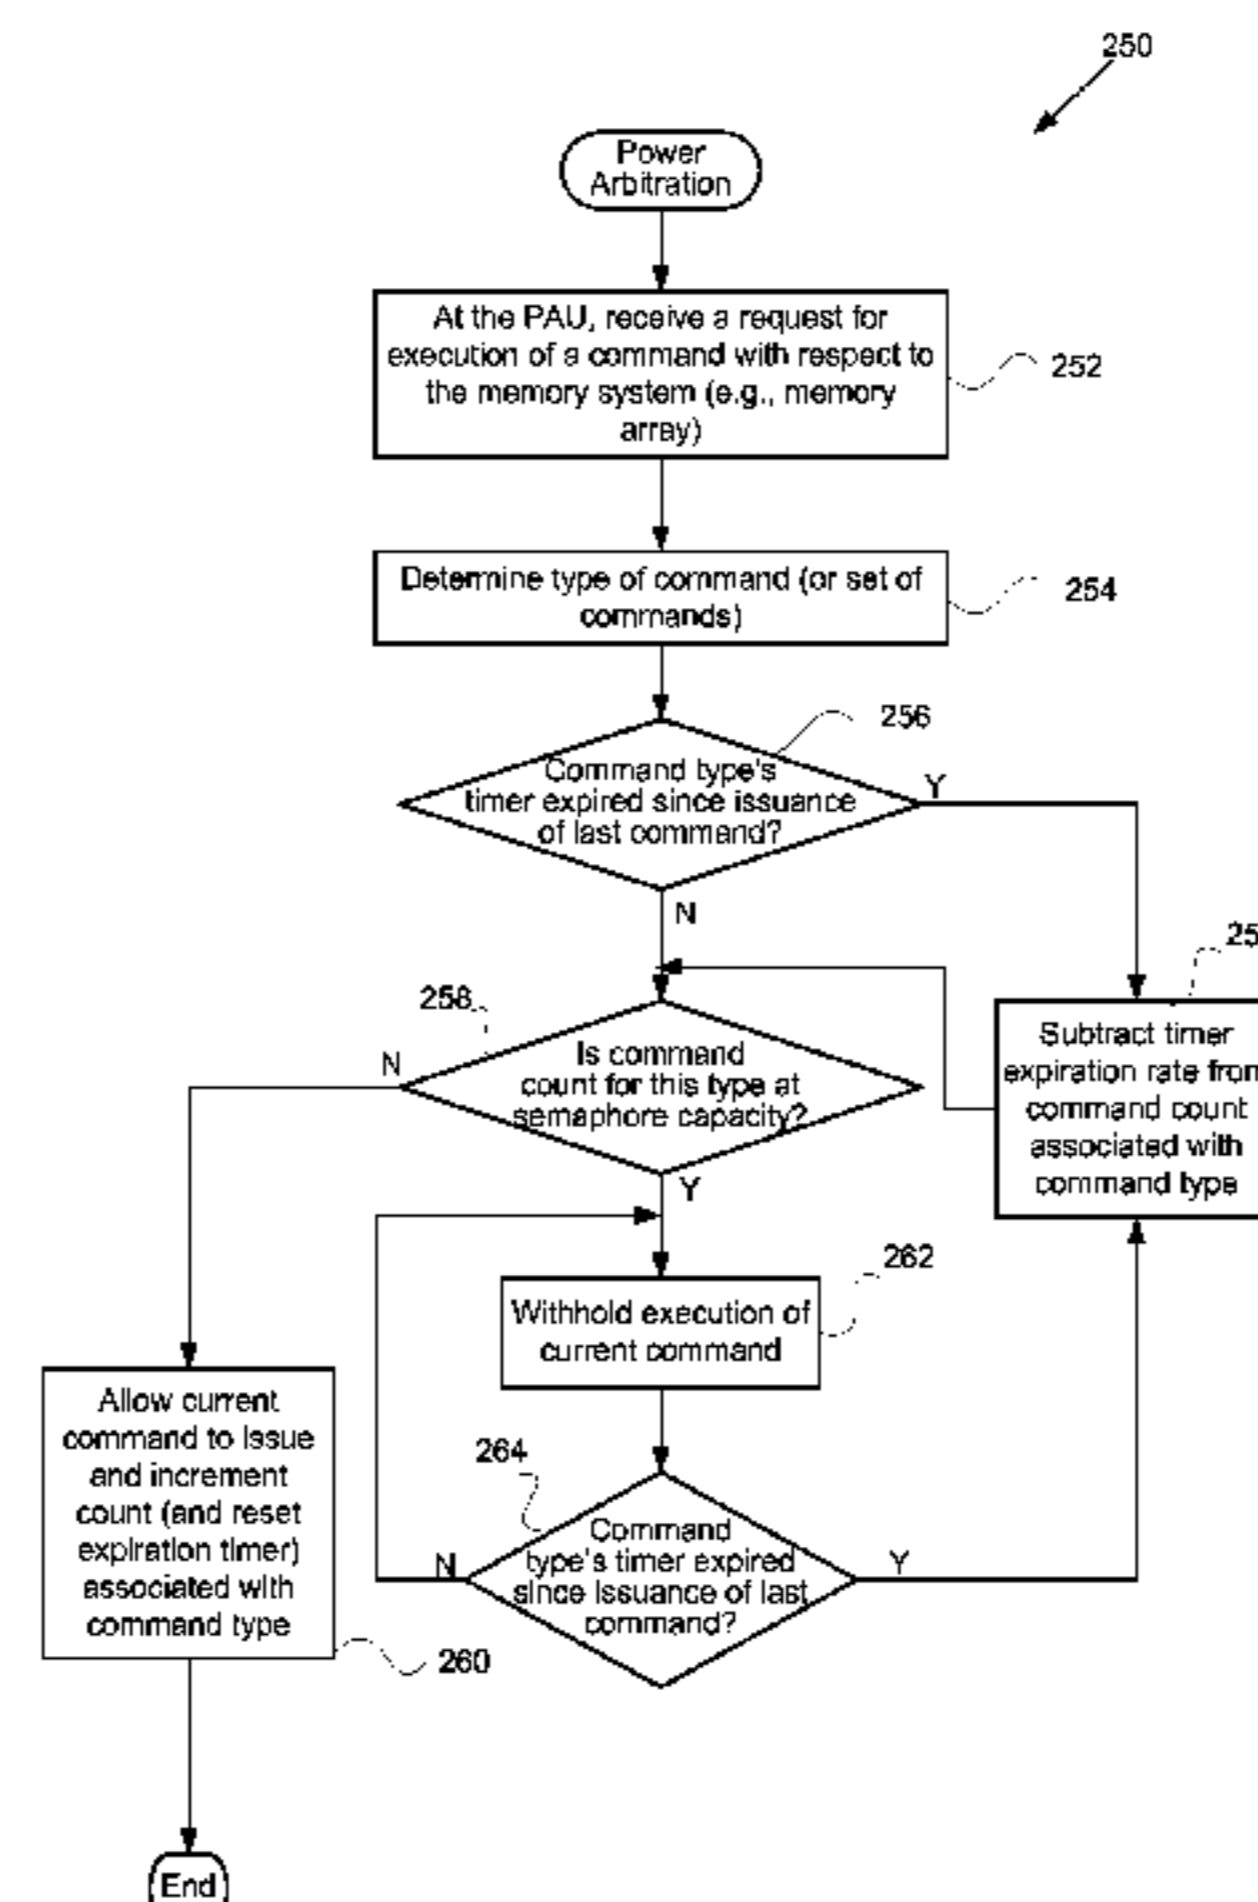 250
Power
Arbitration
At the PAU, receive a request for
execution of a command with respect to
the memory system (e.g., memory
array)
252
Determine type of command (or set of
commands)
254
256
Command type's
timer expired since issuance
of last command?
Y
N
25
258
N
Is command
count for this type at
semaphore capacity?
Y
Subtract timer
expiration rate from
command count
associated with
command type
262
Withhold execution of
current command
Allow current
command to issue
and increment
count (and reset
expiration timer)
associated with
command type
260
264
Command
type's timer expired
since issuance of last
command?
N
Y
End